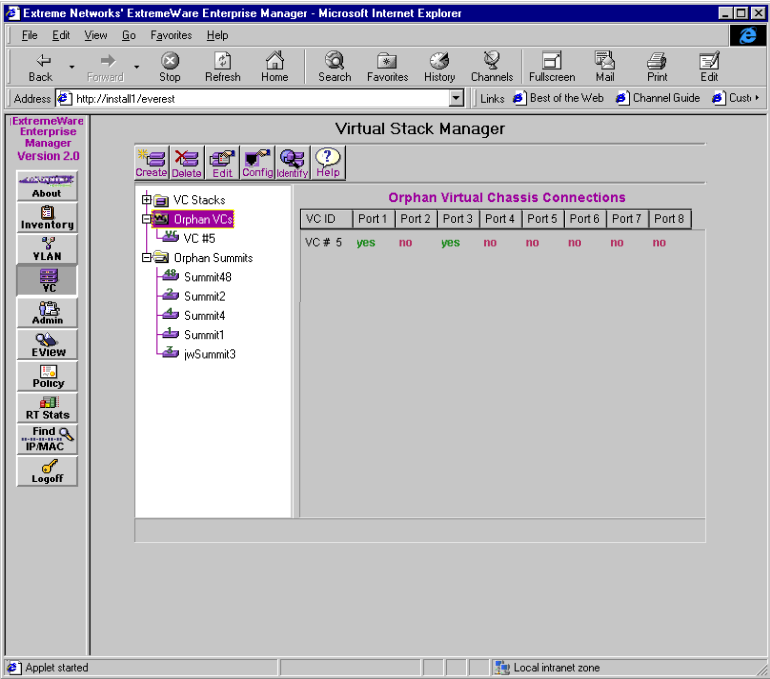 Extreme Networks' ExtremeWare Enterprise Manager - Microsoft Internet Explorer
File Edit View Go Favorites Help
Back Forward Stop Refresh Home Search Favorites History Channels Fullscreen Mail Print Edit
Address http://install1/everest Links Best of the Web Channel Guide
ExtremeWare
Enterprise
Manager
Version 2.0
About
Inventory
VLAN
VC
Admin
EView
Policy
RT Stats
Find
IP/MAC
Logoff
Virtual Stack Manager
Create Delete Edit Config Identify Help
VC Stacks
Orphan VCs
VC #5
Orphan Summits
Summit48
Summit2
Summit4
Summit1
jwSummit3
Orphan Virtual Chassis Connections
VC ID Port 1 Port 2 Port 3 Port 4 Port 5 Port 6 Port 7 Port 8
VC # 5 yes no yes no no no no no
Applet started Local intranet zone